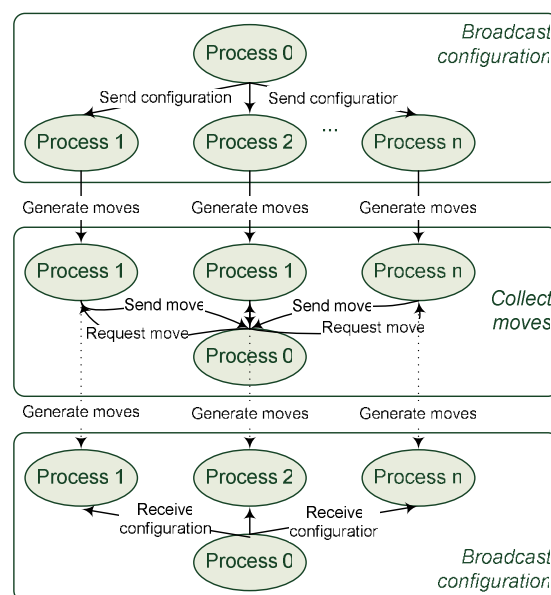 Broadcast
configuration
Process 0
Send configuration
Send configuration
Process 1
Process 2
...
Process n
Generate moves
Generate moves
Generate moves
Process 1
Process 1
Process n
Send move
Send move
Collect
moves
Request move
Request move
Process 0
Generate moves
Generate moves
Generate moves
Process 1
Process 2
Process n
Receive
configuration
Receive
configuration
Process 0
Broadcast
configuration